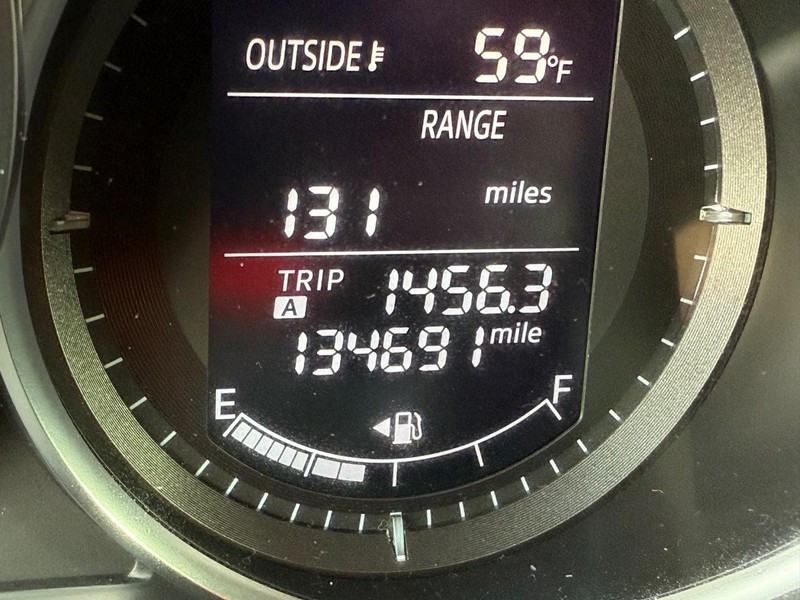 OUTSIDE 59°F
RANGE
131 miles
TRIP A 1456.3
134691 mile
E F